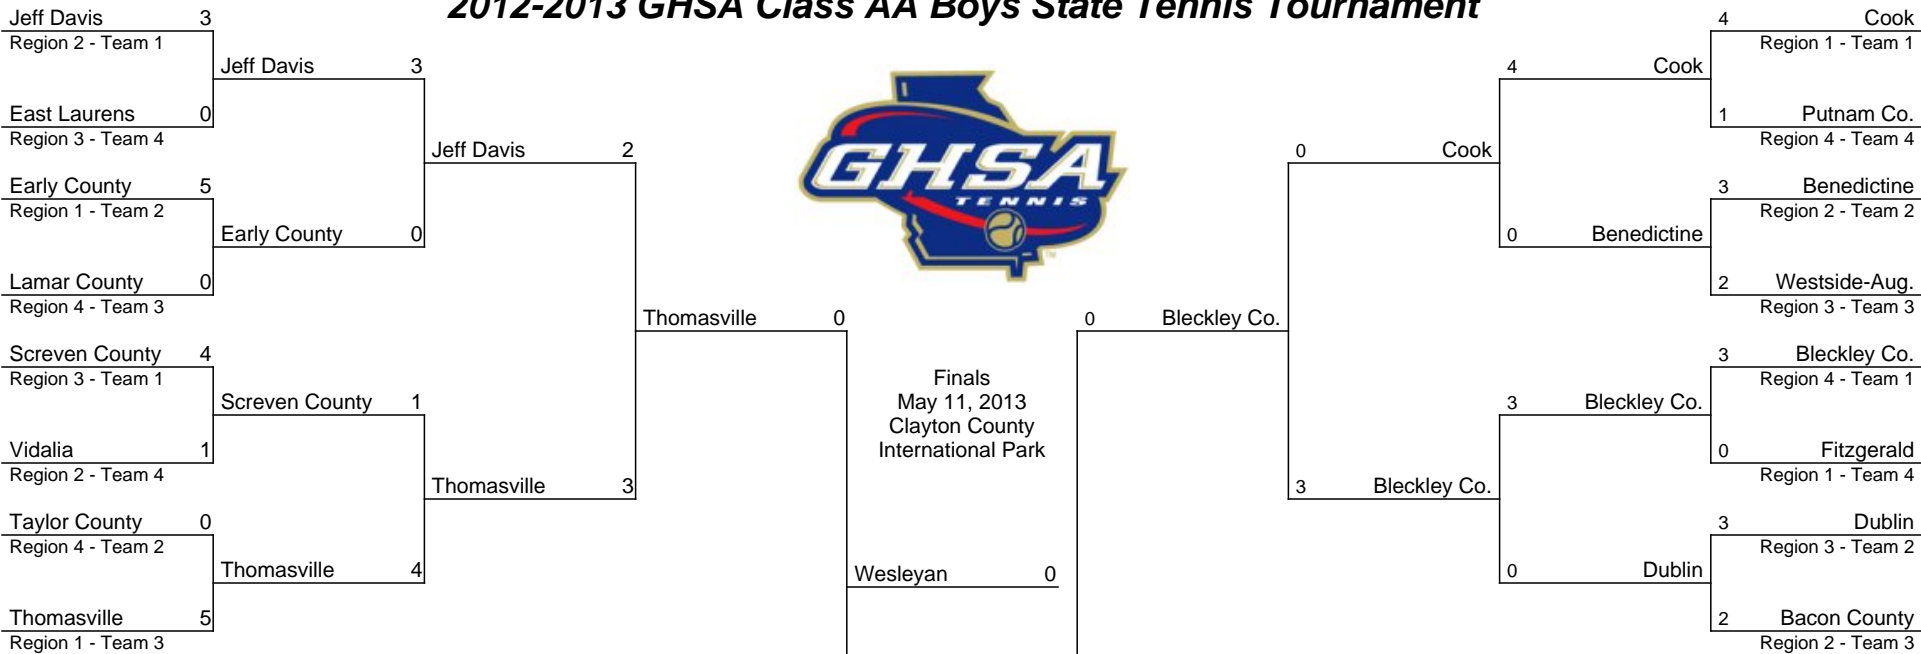 2012-2013 GHSA Class AA Boys State Tennis Tournament
Jeff Davis 3
Region 2 - Team 1
Jeff Davis 3
East Laurens 0
Region 3 - Team 4
Jeff Davis 2
Early County 5
Region 1 - Team 2
Early County 0
Lamar County 0
Region 4 - Team 3
Thomasville 0
Screven County 4
Region 3 - Team 1
Screven County 1
Vidalia 1
Region 2 - Team 4
Thomasville 3
Taylor County 0
Region 4 - Team 2
Thomasville 4
Thomasville 5
Region 1 - Team 3
GHSA
TENNIS
TM
Finals
May 11, 2013
Clayton County
International Park
Wesleyan 0
4 Cook
Region 1 - Team 1
4 Cook
1 Putnam Co.
Region 4 - Team 4
0 Cook
3 Benedictine
Region 2 - Team 2
0 Benedictine
2 Westside-Aug.
Region 3 - Team 3
0 Bleckley Co.
3 Bleckley Co.
Region 4 - Team 1
3 Bleckley Co.
0 Fitzgerald
Region 1 - Team 4
3 Bleckley Co.
3 Dublin
Region 3 - Team 2
0 Dublin
2 Bacon County
Region 2 - Team 3